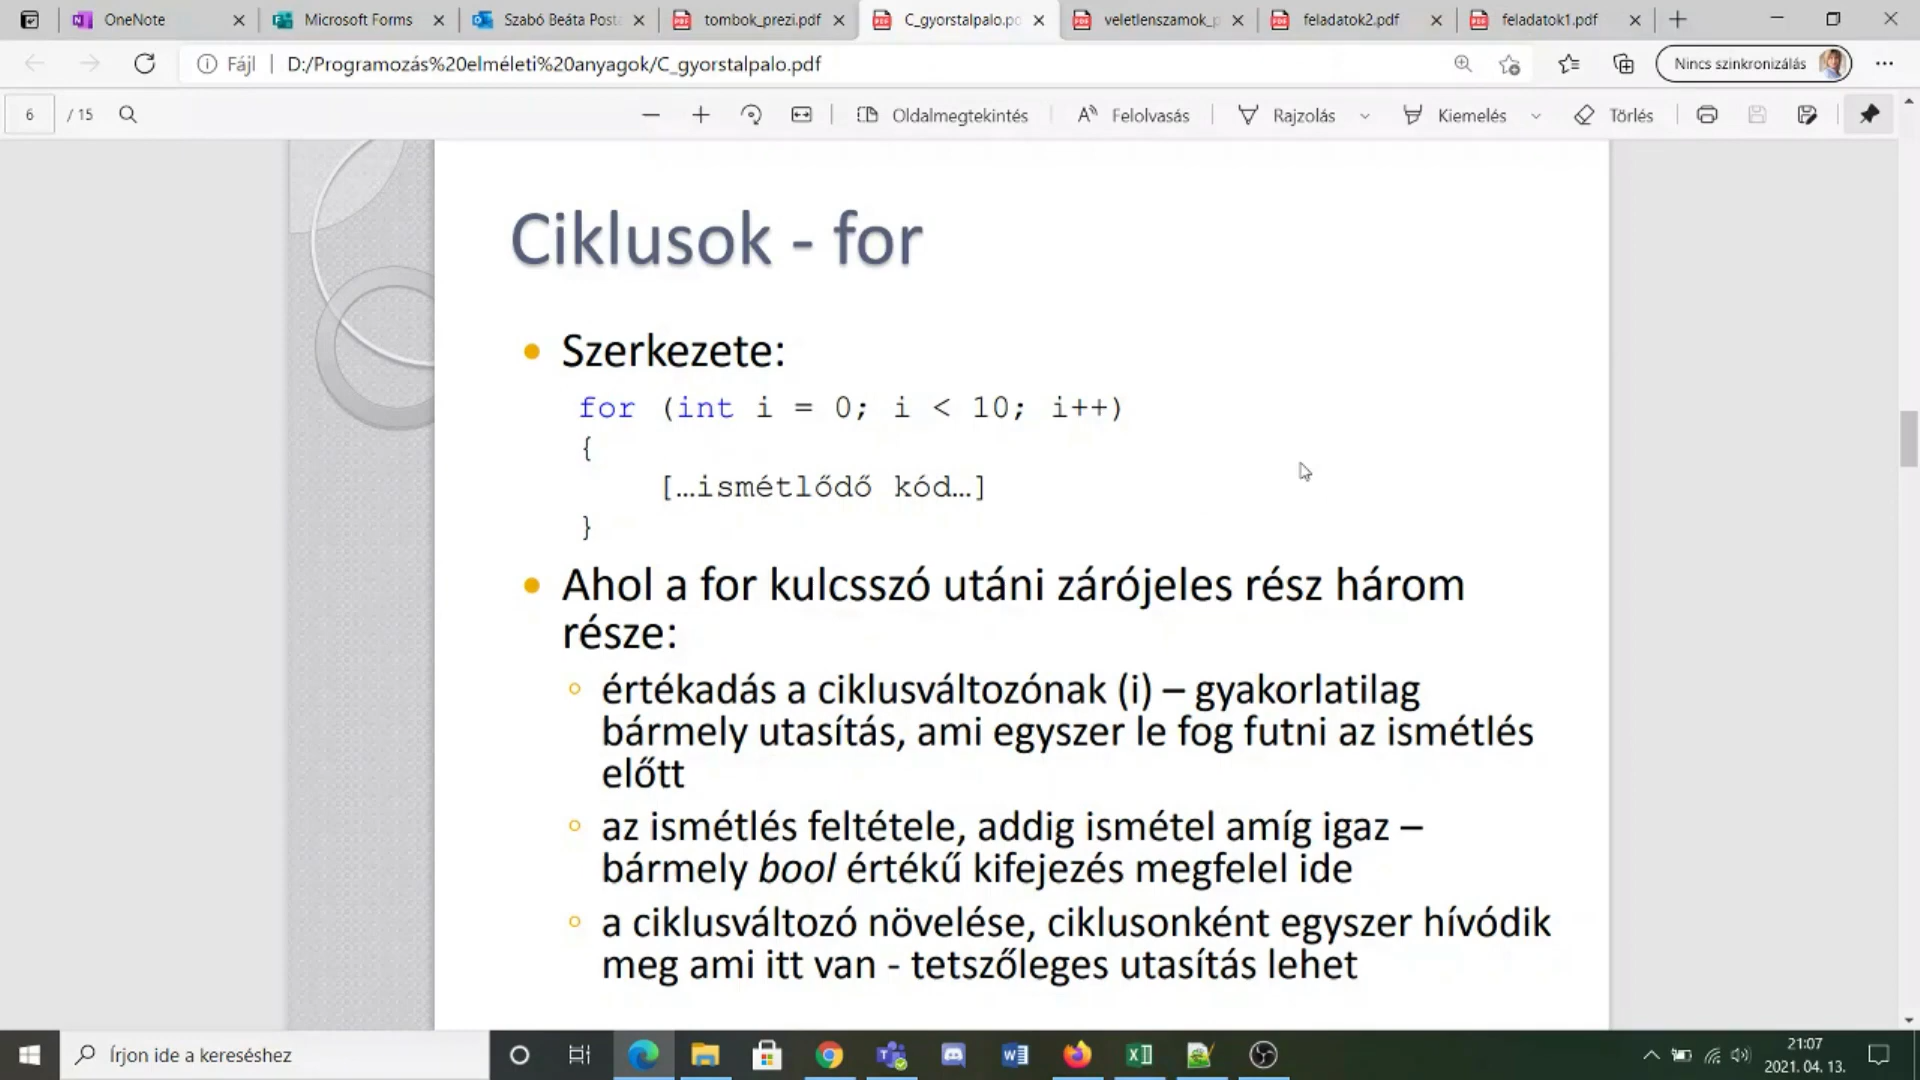 OneNote
Microsoft Forms
Szabó Beáta Posta
tombok_prezi.pdf
C_gyorstalpalo.pd
veletlenszamok_p
feladatok2.pdf
feladatok1.pdf
Fájl
D:/Programozás%20elméleti%20anyagok/C_gyorstalpalo.pdf
Nincs szinkronizálás
6 / 15
Oldalmegtekintés
Felolvasás
Rajzolás
Kiemelés
Törlés
Ciklusok - for
Szerkezete:
for (int i = 0; i < 10; i++)
{
[…ismétlődő kód…]
}
Ahol a for kulcsszó utáni zárójeles rész három
része:
értékadás a ciklusváltozónak (i) – gyakorlatilag
bármely utasítás, ami egyszer le fog futni az ismétlés
előtt
az ismétlés feltétele, addig ismétel amíg igaz –
bármely bool értékű kifejezés megfelel ide
a ciklusváltozó növelése, ciklusonként egyszer hívódik
meg ami itt van - tetszőleges utasítás lehet
Írjon ide a kereséshez
21:07
2021. 04. 13.